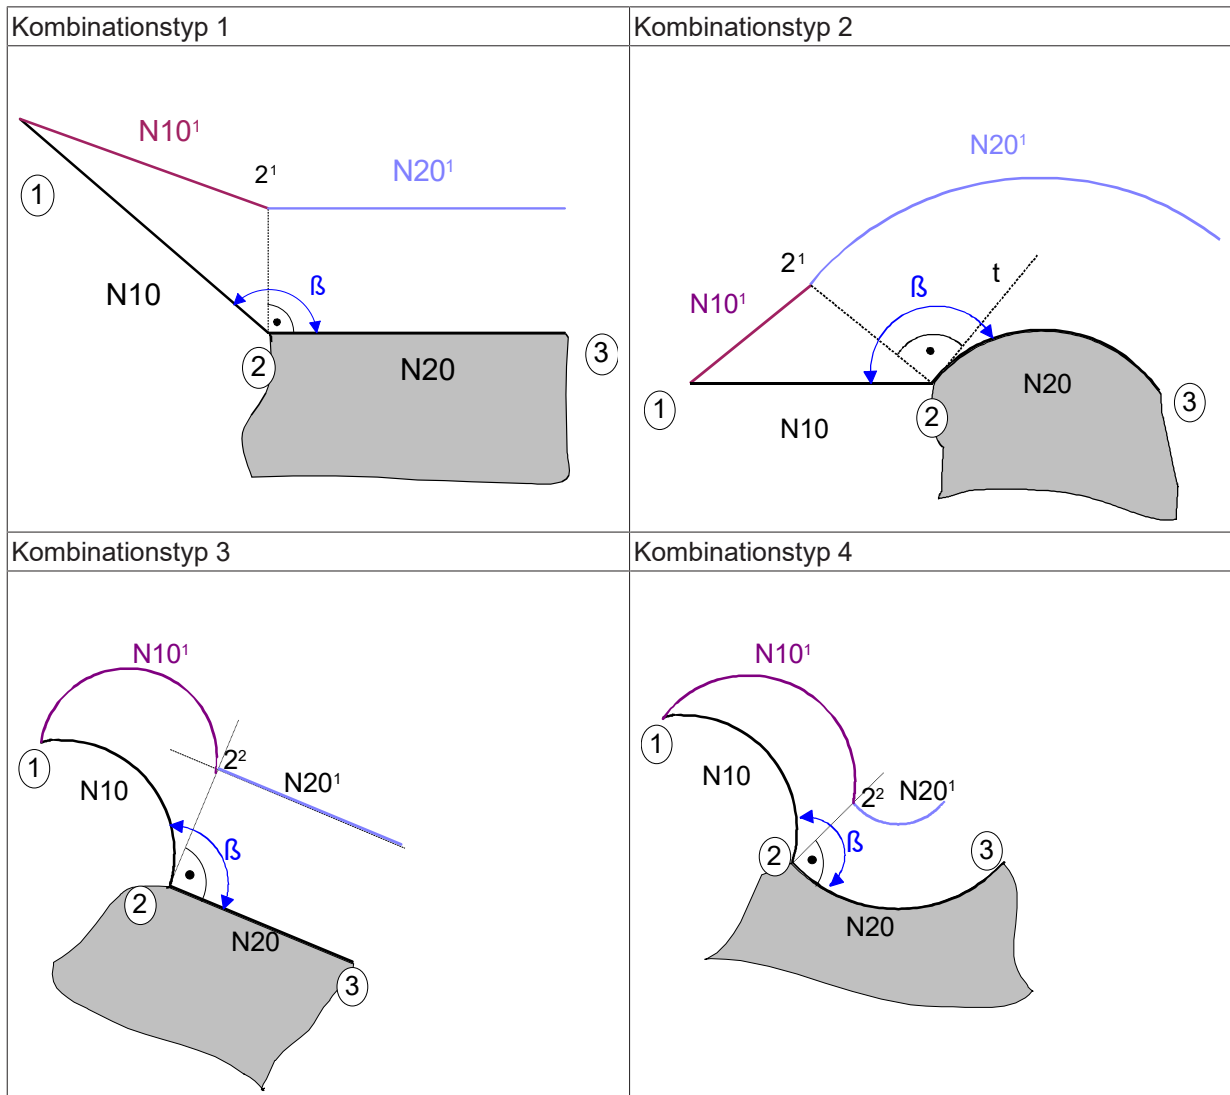 Kombinationstyp 1
N10¹
2¹
N20¹
1
N10
ß
2
N20
3
Kombinationstyp 2
N20¹
2¹
t
N10¹
ß
1
N10
2
N20
3
Kombinationstyp 3
N10¹
2²
1
N10
N20¹
ß
2
N20
3
Kombinationstyp 4
N10¹
1
N10
2²
N20¹
2
ß
3
N20